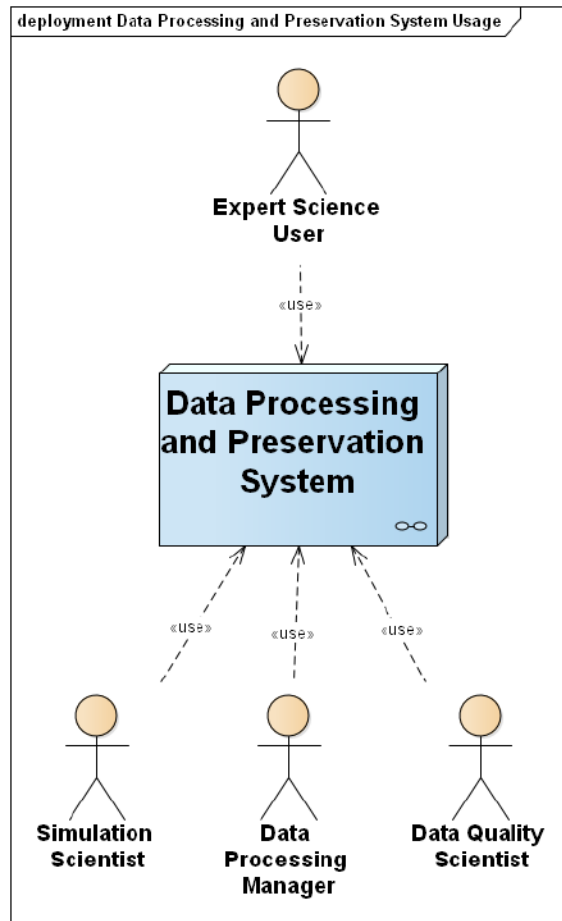 deployment Data Processing and Preservation System Usage
Expert Science
User
«use»
Data Processing
and Preservation
System
«use»
«use»
«use»
Simulation
Scientist
Data
Processing
Manager
Data Quality
Scientist